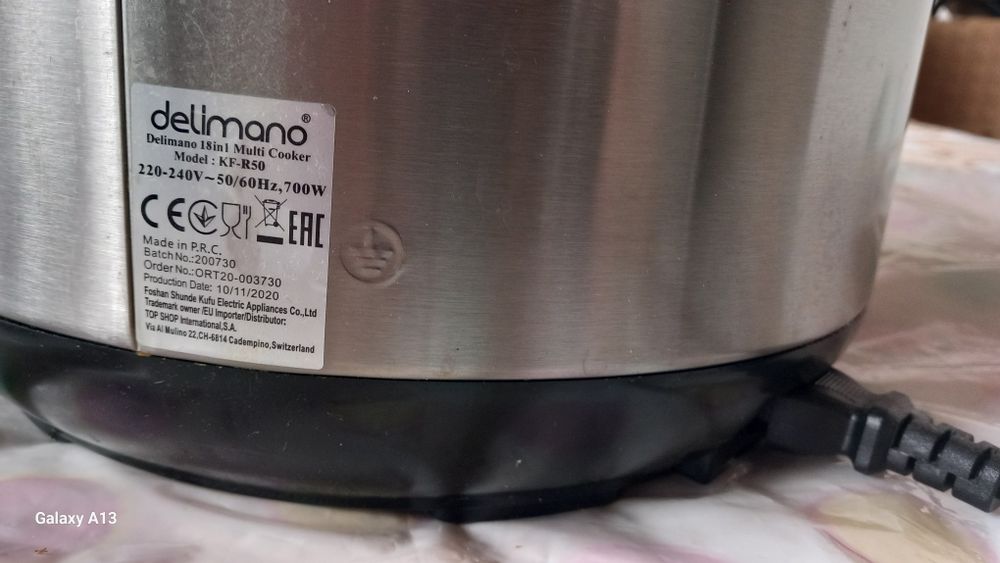 delimano®
Delimano 18in1 Multi Cooker
Model : KF-R50
220-240V~50/60Hz,700W
CE EAC
Made in P.R.C.
Batch No.:200730
Order No.:ORT20-003730
Production Date: 10/11/2020
Foshan Shunde Kufu Electric Appliances Co.,Ltd
Trademark owner /EU Importer/Distributor:
TOP SHOP International,S.A.
Via Al Mulino 22,CH-6814 Cadempino,Switzerland
Galaxy A13